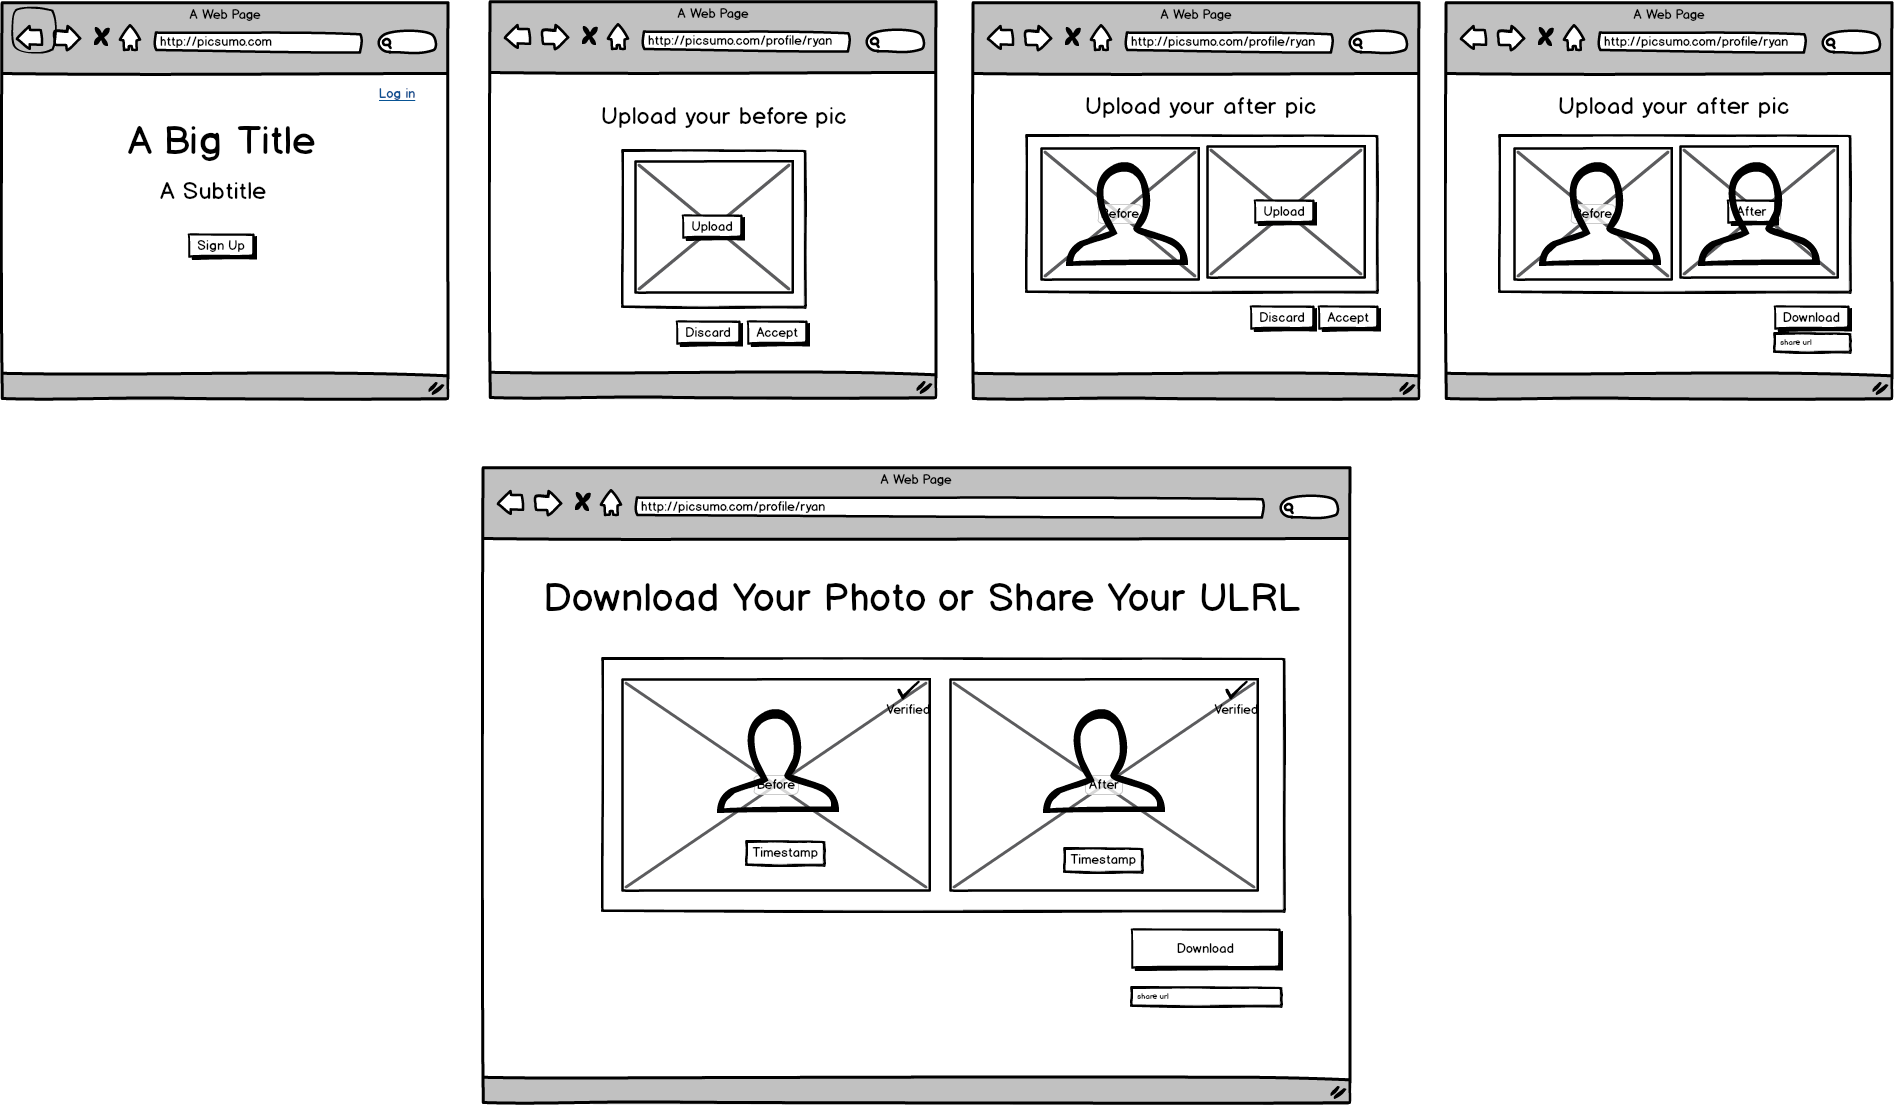 A Web Page
http://picsumo.com
Log in
A Big Title
A Subtitle
Sign Up
A Web Page
http://picsumo.com/profile/ryan
Upload your before pic
Upload
Discard
Accept
A Web Page
http://picsumo.com/profile/ryan
Upload your after pic
Before
Upload
Discard
Accept
A Web Page
http://picsumo.com/profile/ryan
Upload your after pic
Before
After
Download
share url
A Web Page
http://picsumo.com/profile/ryan
Download Your Photo or Share Your ULRL
Verified
Verified
Before
After
Timestamp
Timestamp
Download
share url